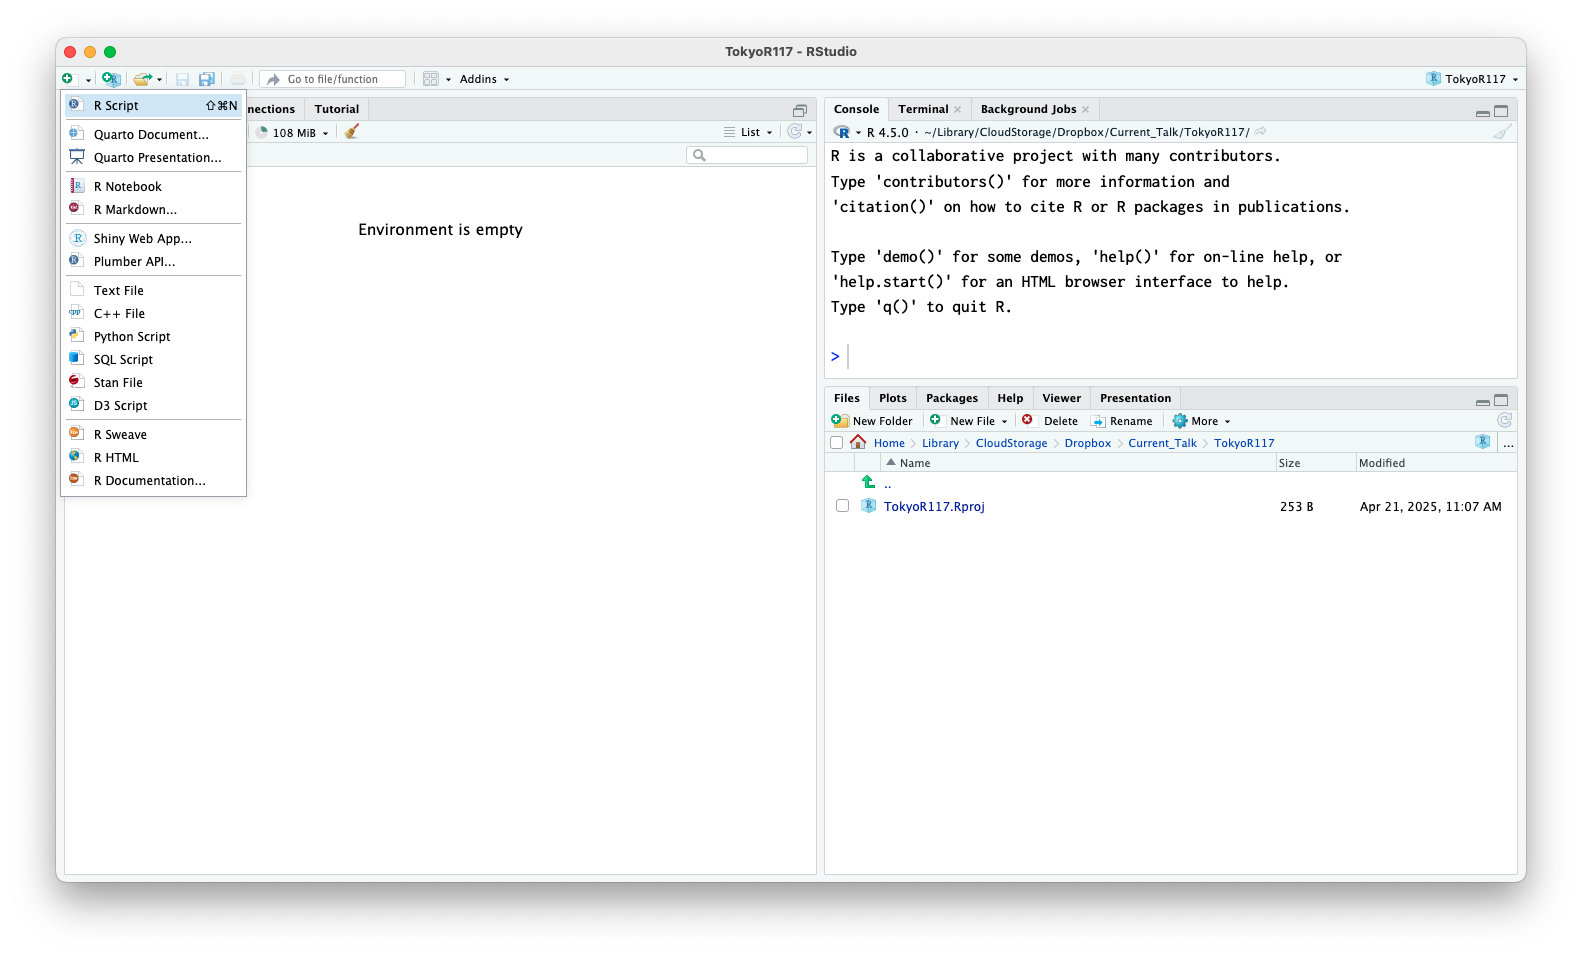 TokyoR117 - RStudio
Go to file/function
Addins
TokyoR117
R Script ⇧⌘N
Quarto Document...
Quarto Presentation...
R Notebook
R Markdown...
Shiny Web App...
Plumber API...
Text File
C++ File
Python Script
SQL Script
Stan File
D3 Script
R Sweave
R HTML
R Documentation...
nections Tutorial
108 MiB
List
Environment is empty
Console Terminal Background Jobs
R 4.5.0 · ~/Library/CloudStorage/Dropbox/Current_Talk/TokyoR117/
R is a collaborative project with many contributors.
Type 'contributors()' for more information and
'citation()' on how to cite R or R packages in publications.
Type 'demo()' for some demos, 'help()' for on-line help, or
'help.start()' for an HTML browser interface to help.
Type 'q()' to quit R.
>
Files Plots Packages Help Viewer Presentation
New Folder New File Delete Rename More
Home Library CloudStorage Dropbox Current_Talk TokyoR117 ...
Name Size Modified
..
TokyoR117.Rproj 253 B Apr 21, 2025, 11:07 AM